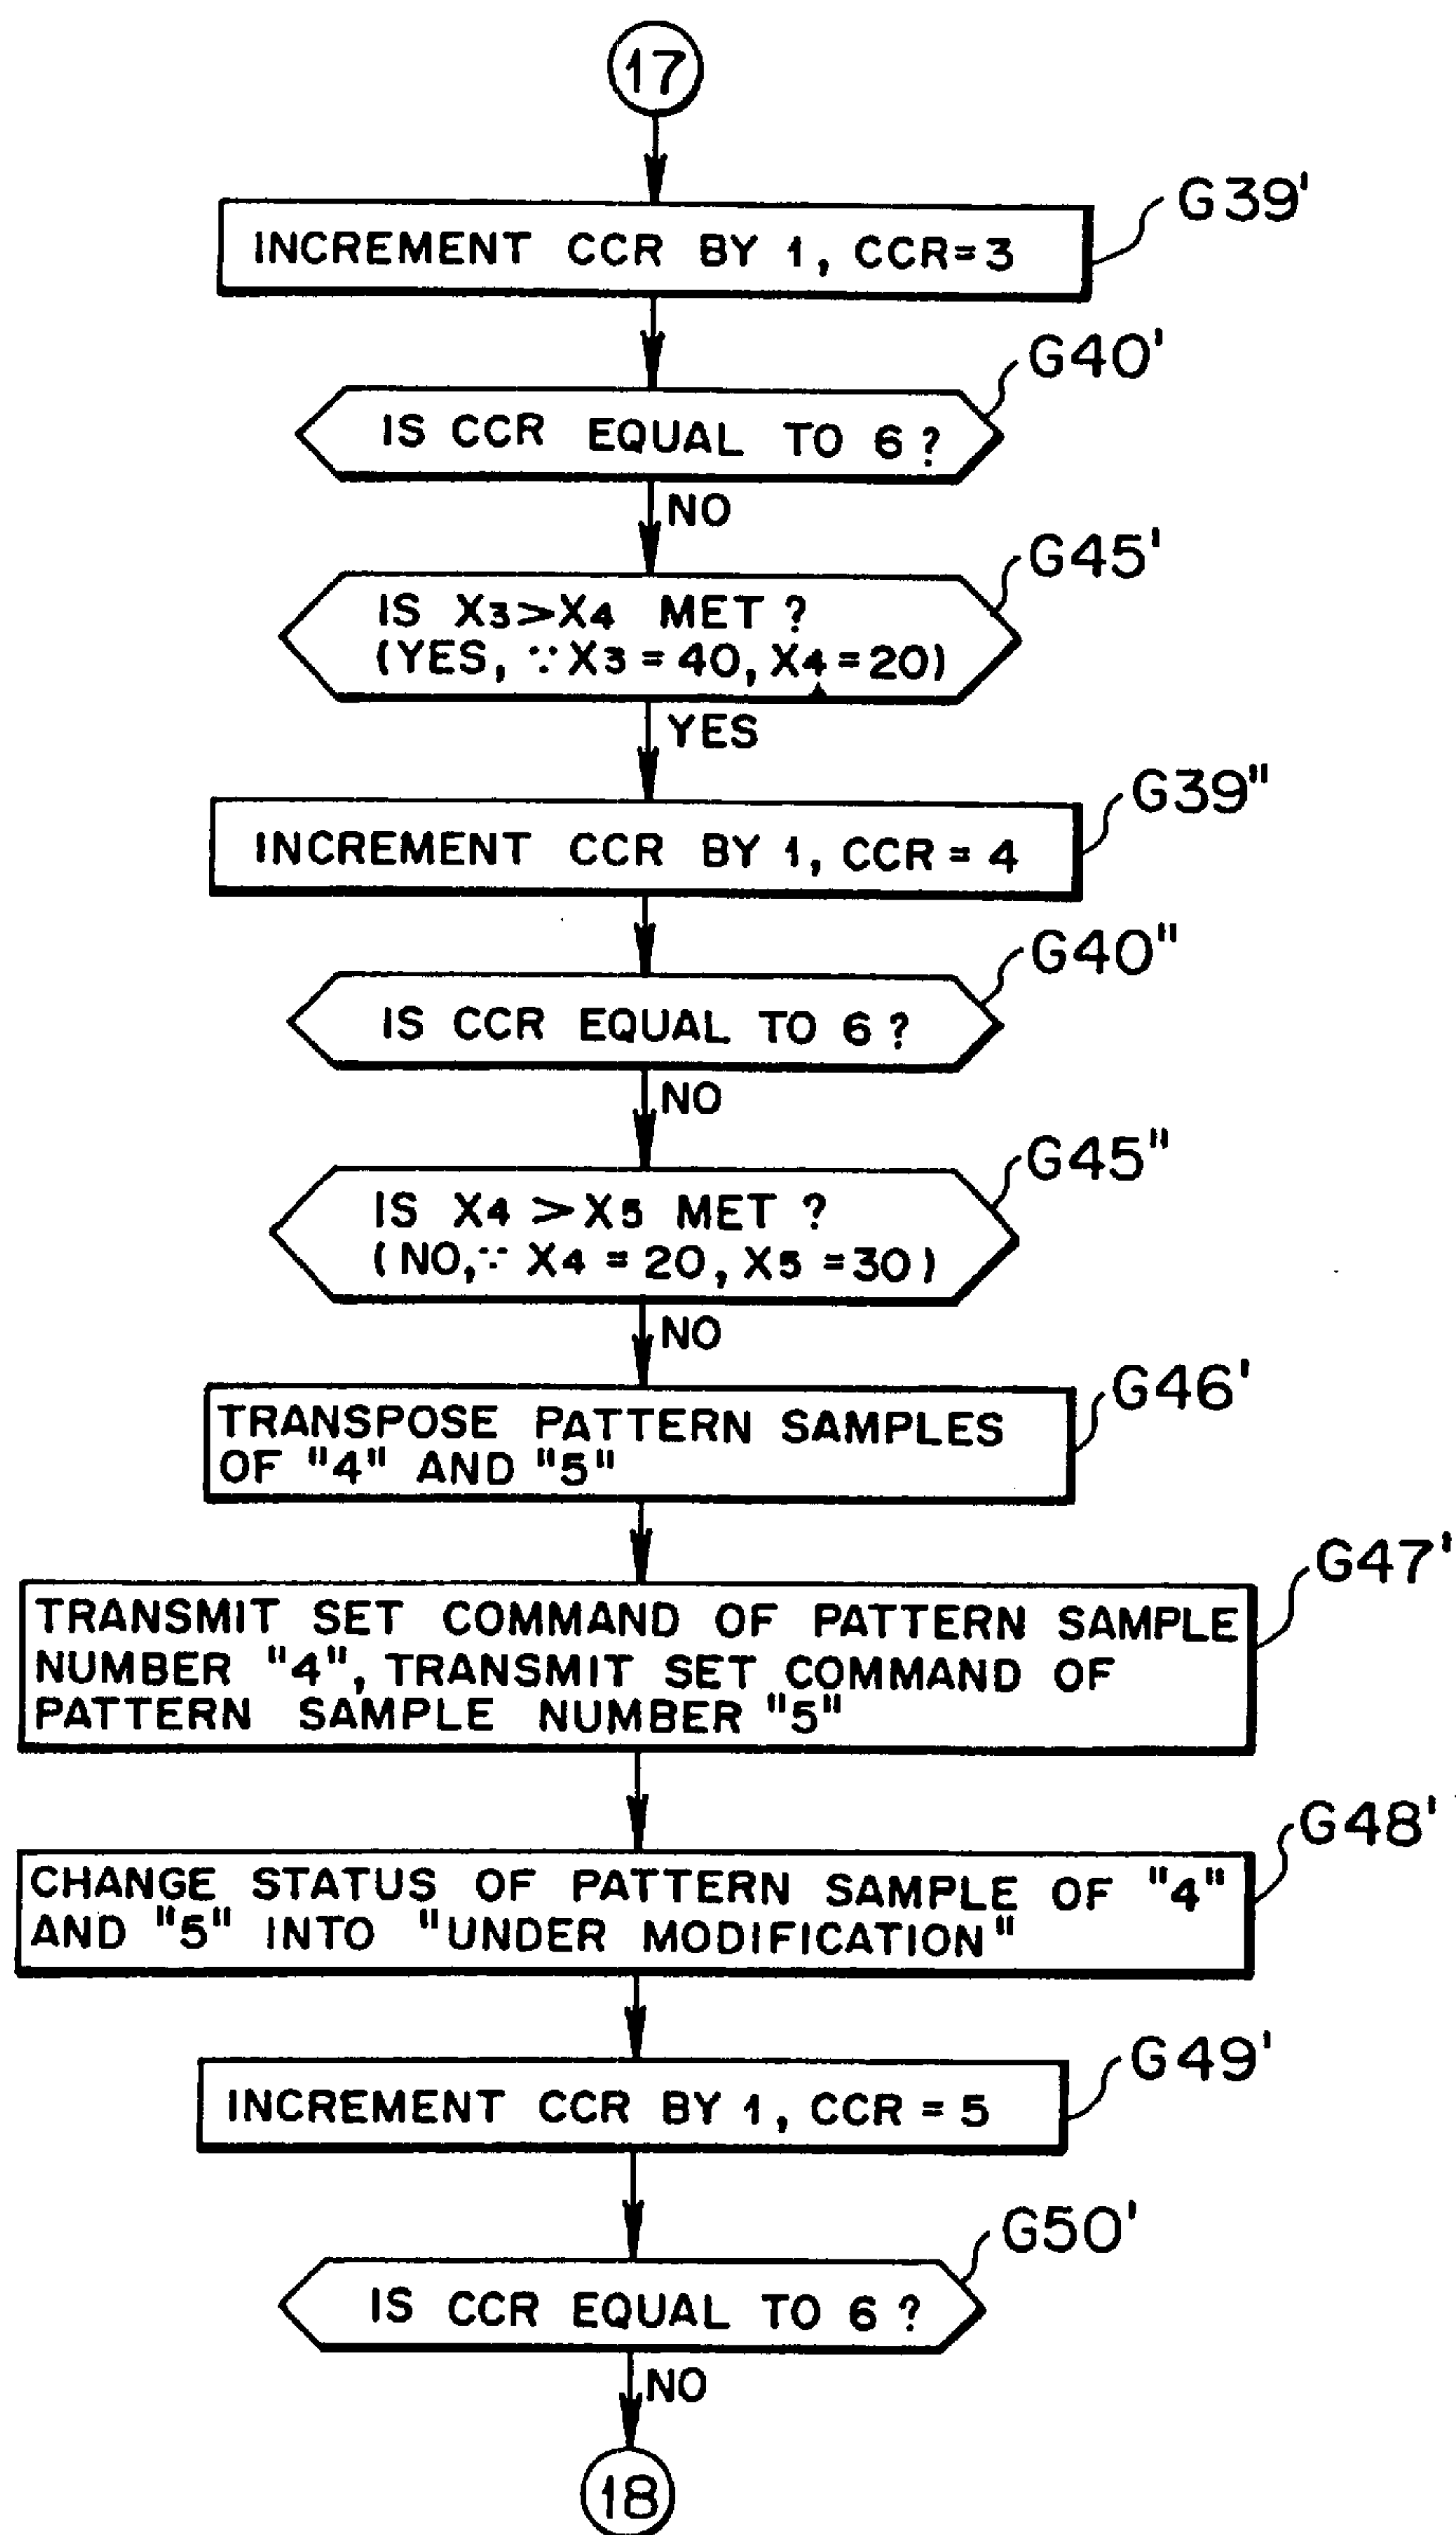 17
G39'
INCREMENT CCR BY 1, CCR=3
G40'
IS CCR EQUAL TO 6?
NO
G45'
IS X3>X4 MET?
(YES, ∵X3=40, X4=20)
YES
G39"
INCREMENT CCR BY 1, CCR=4
G40"
IS CCR EQUAL TO 6?
NO
G45"
IS X4>X5 MET?
(NO,∵ X4=20, X5=30)
NO
G46'
TRANSPOSE PATTERN SAMPLES
OF "4" AND "5"
G47'
TRANSMIT SET COMMAND OF PATTERN SAMPLE
NUMBER "4", TRANSMIT SET COMMAND OF
PATTERN SAMPLE NUMBER "5"
G48'
CHANGE STATUS OF PATTERN SAMPLE OF "4"
AND "5" INTO "UNDER MODIFICATION"
G49'
INCREMENT CCR BY 1, CCR=5
G50'
IS CCR EQUAL TO 6?
NO
18